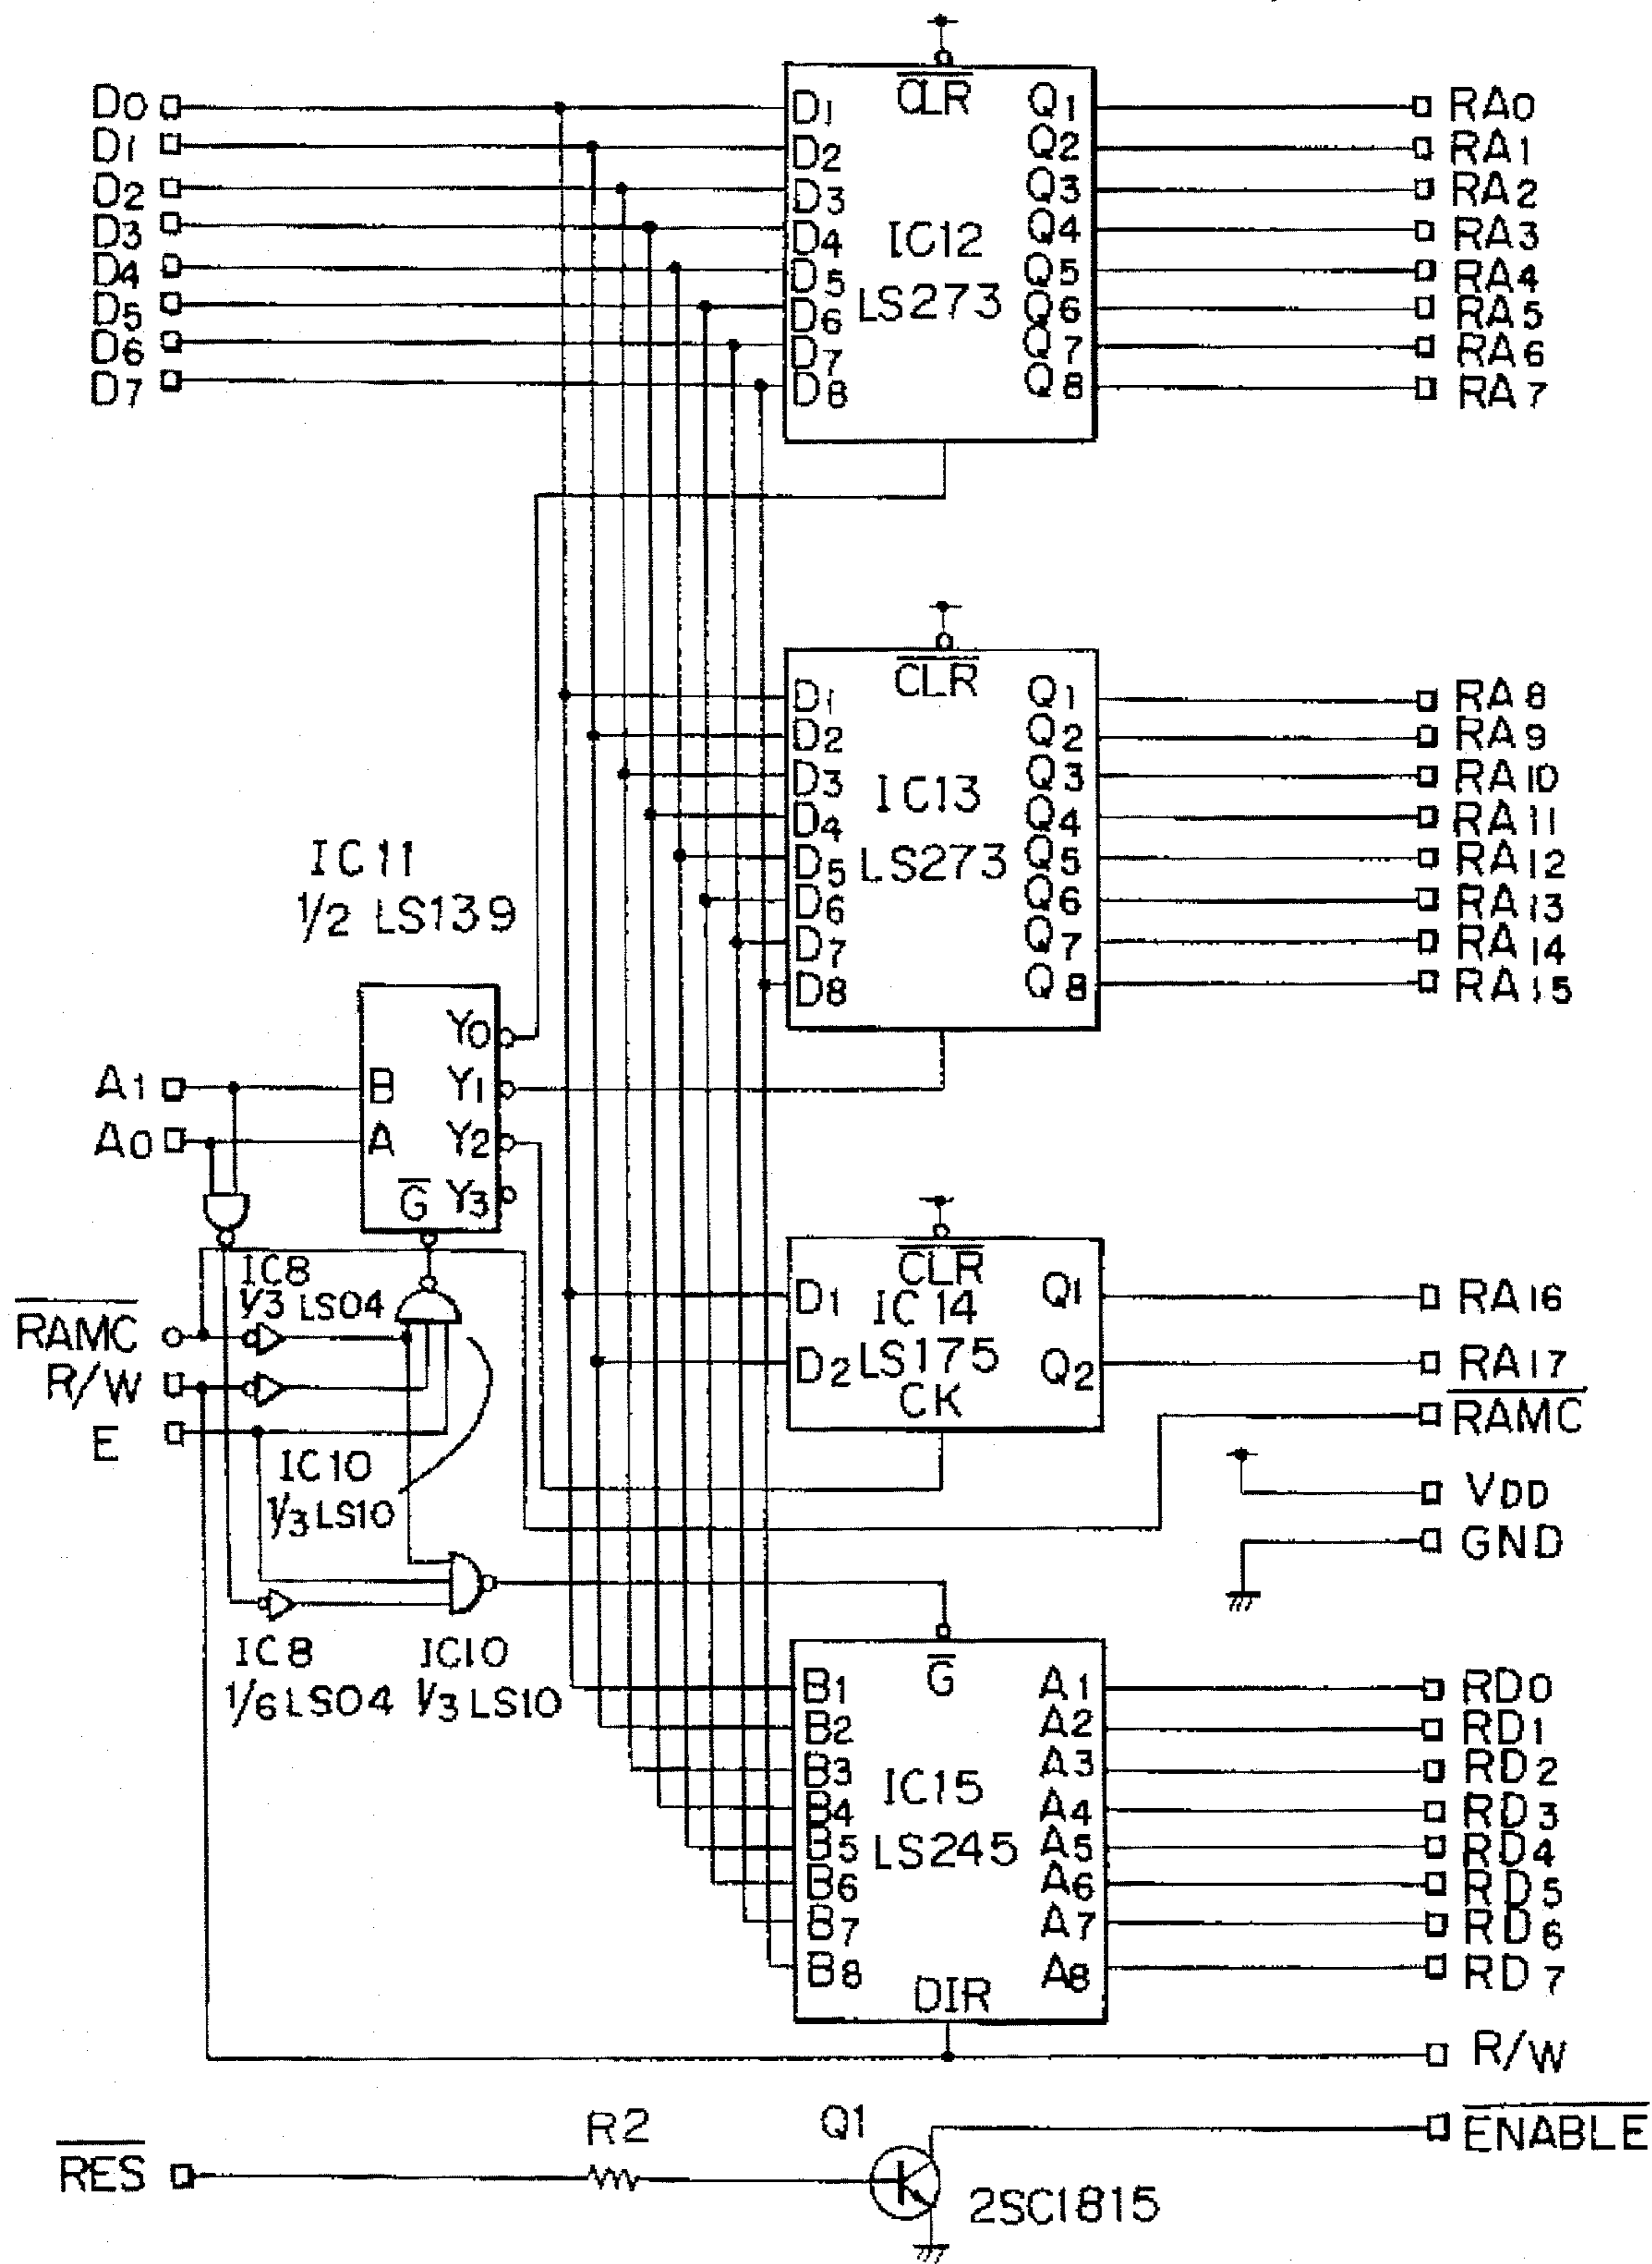 D0
D1
D2
D3
D4
D5
D6
D7
CLR
D1
D2
D3
D4
D5
D6
D7
D8
IC12
LS273
Q1
Q2
Q3
Q4
Q5
Q6
Q7
Q8
RA0
RA1
RA2
RA3
RA4
RA5
RA6
RA7
CLR
D1
D2
D3
D4
D5
D6
D7
D8
IC13
LS273
Q1
Q2
Q3
Q4
Q5
Q6
Q7
Q8
RA8
RA9
RA10
RA11
RA12
RA13
RA14
RA15
IC11
1/2 LS139
A1
A0
B
A
G
Y0
Y1
Y2
Y3
IC8
1/3 LS04
RAMC
R/W
E
IC10
1/3 LS10
CLR
D1
D2
IC14
LS175
CK
Q1
Q2
RA16
RA17
RAMC
VDD
GND
IC8
1/6 LS04
IC10
1/3 LS10
G
B1
B2
B3
B4
B5
B6
B7
B8
IC15
LS245
DIR
A1
A2
A3
A4
A5
A6
A7
A8
RD0
RD1
RD2
RD3
RD4
RD5
RD6
RD7
R/W
RES
R2
Q1
2SC1815
ENABLE